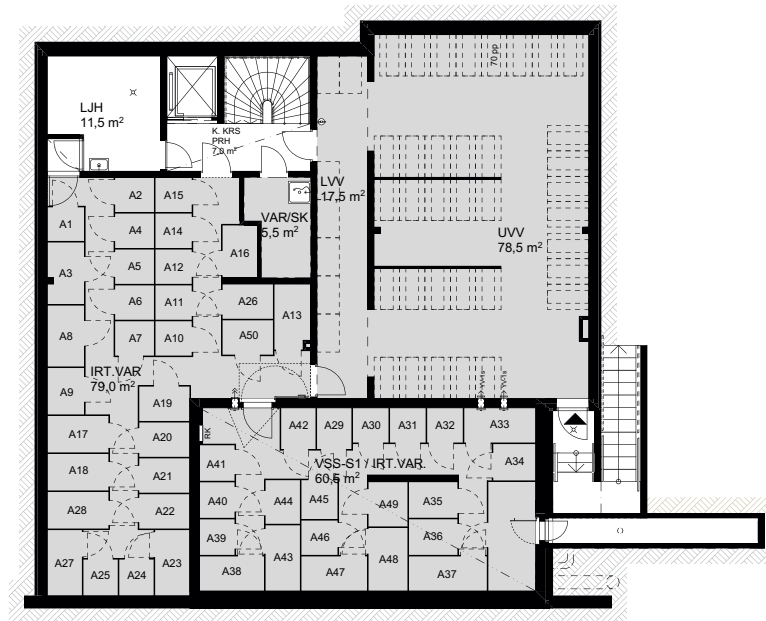 70 pp
LJH
11,5 m²
K. KRS
PRH
7,0 m²
LVV
17,5 m²
VAR/SK
5,5 m²
UVV
78,5 m²
A1
A2
A15
A4
A14
A16
A3
A5
A12
A6
A11
A26
A13
A8
A7
A10
A50
IRT.VAR
79,0 m²
A9
A19
A17
A20
A18
A21
A28
A22
A27
A25
A24
A23
RK
A42
A29
A30
A31
A32
A33
A34
A41
VSS-S1 / IRT.VAR.
60,5 m²
A40
A44
A45
A49
A35
A39
A46
A36
A38
A43
A47
A48
A37